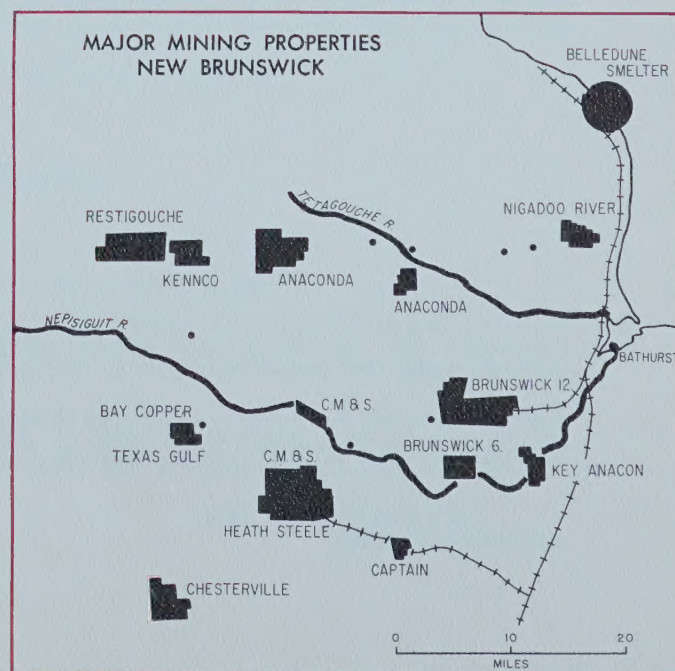 MAJOR MINING PROPERTIES
NEW BRUNSWICK
BELLEDUNE
SMELTER
TETAGOUCHE R.
NIGADOO RIVER
RESTIGOUCHE
KENNCO
ANACONDA
ANACONDA
NEPISIGUIT R.
BATHURST
BRUNSWICK 12.
C.M. & S.
BAY COPPER
TEXAS GULF
C.M. & S.
BRUNSWICK 6.
KEY ANACON
HEATH STEELE
CAPTAIN
CHESTERVILLE
0 10 20
MILES